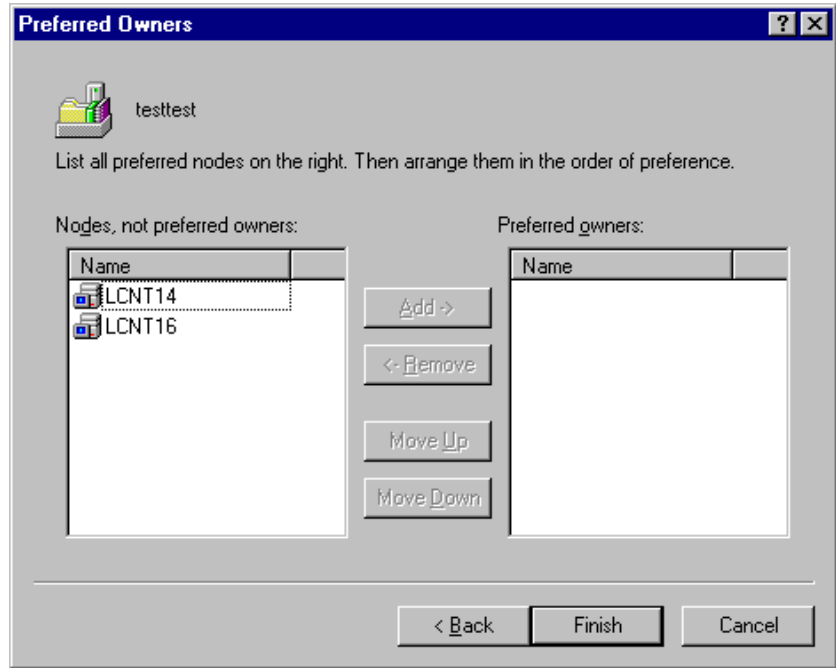 Preferred Owners
testtest
List all preferred nodes on the right. Then arrange them in the order of preference.
Nodes, not preferred owners:
Preferred owners:
Name
Name
LCNT14
LCNT16
Add ->
<- Remove
Move Up
Move Down
< Back
Finish
Cancel